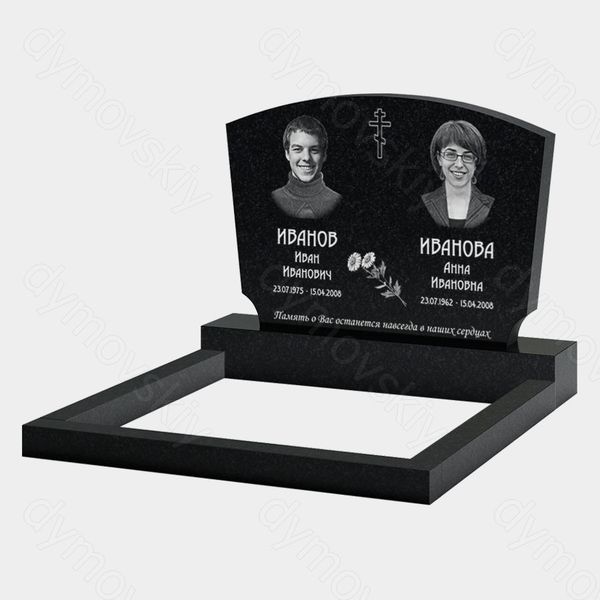 ИВАНОВ
ИВАН
ИВАНОВИЧ
23.07.1975 - 15.04.2008
ИВАНОВА
АННА
ИВАНОВНА
23.07.1962 - 15.04.2008
Память о Вас останется навсегда в наших сердцах
dymovskiy